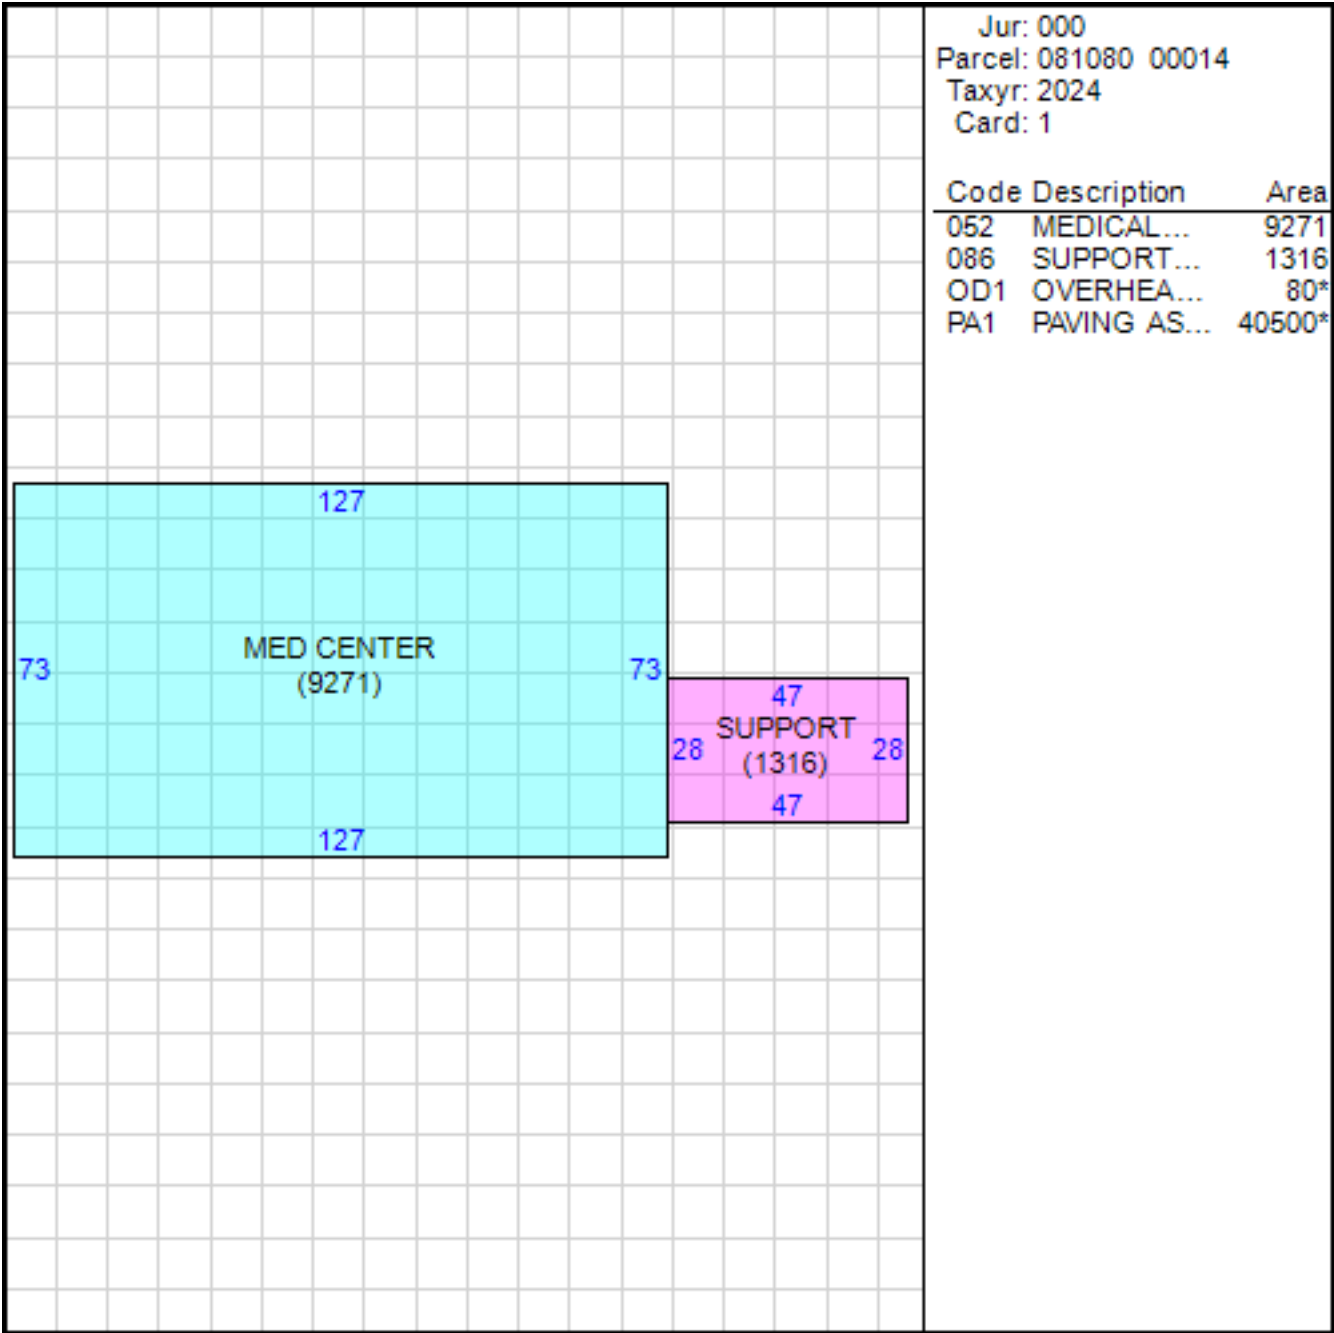 Jur: 000
Parcel: 081080 00014
Taxyr: 2024
Card: 1
Code Description Area
052 MEDICAL... 9271
086 SUPPORT... 1316
OD1 OVERHEA... 80*
PA1 PAVING AS... 40500*
127
MED CENTER
(9271)
73
73
127
47
SUPPORT
(1316)
28
28
47